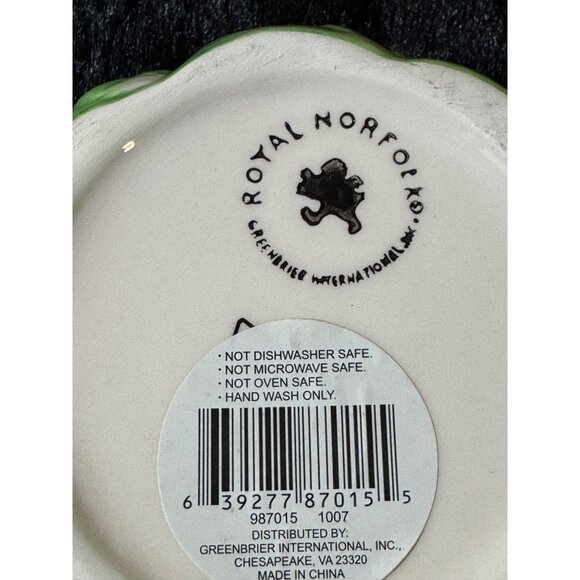 ROYAL NORFOLK®
GREENBRIER INTERNATIONAL, INC.
• NOT DISHWASHER SAFE.
• NOT MICROWAVE SAFE.
• NOT OVEN SAFE.
• HAND WASH ONLY.
6 39277 87015 5
987015 1007
DISTRIBUTED BY:
GREENBRIER INTERNATIONAL, INC.,
CHESAPEAKE, VA 23320
MADE IN CHINA